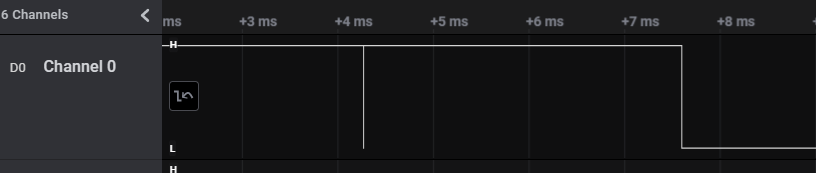 6 Channels
ms +3 ms +4 ms +5 ms +6 ms +7 ms +8 ms
D0 Channel 0
H
L
H